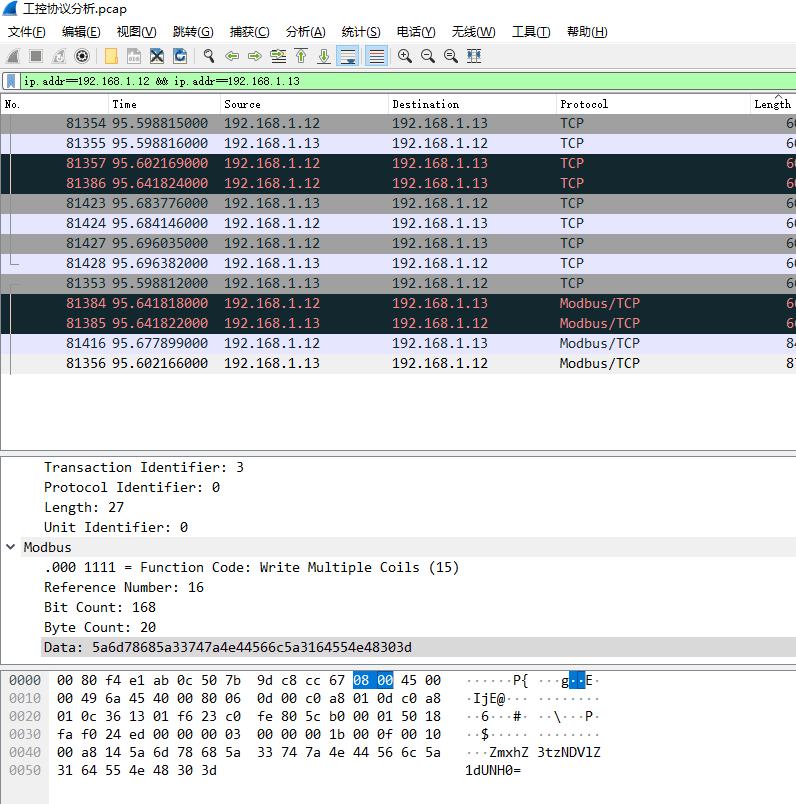 工控协议分析.pcap
文件(F) 编辑(E) 视图(V) 跳转(G) 捕获(C) 分析(A) 统计(S) 电话(Y) 无线(W) 工具(T) 帮助(H)
ip.addr==192.168.1.12 && ip.addr==192.168.1.13
No. Time Source Destination Protocol Length
81354 95.598815000 192.168.1.12 192.168.1.13 TCP 6
81355 95.598816000 192.168.1.13 192.168.1.12 TCP 6
81357 95.602169000 192.168.1.12 192.168.1.13 TCP 6
81386 95.641824000 192.168.1.12 192.168.1.13 TCP 6
81423 95.683776000 192.168.1.12 192.168.1.13 TCP 6
81424 95.684146000 192.168.1.13 192.168.1.12 TCP 6
81427 95.696035000 192.168.1.12 192.168.1.13 TCP 6
81428 95.696382000 192.168.1.13 192.168.1.12 TCP 6
81353 95.598812000 192.168.1.13 192.168.1.12 TCP 6
81384 95.641818000 192.168.1.12 192.168.1.13 Modbus/TCP 6
81385 95.641822000 192.168.1.13 192.168.1.12 Modbus/TCP 6
81416 95.677899000 192.168.1.12 192.168.1.13 Modbus/TCP 8
81356 95.602166000 192.168.1.13 192.168.1.12 Modbus/TCP 8
Transaction Identifier: 3
Protocol Identifier: 0
Length: 27
Unit Identifier: 0
Modbus
.000 1111 = Function Code: Write Multiple Coils (15)
Reference Number: 16
Bit Count: 168
Byte Count: 20
Data: 5a6d78685a33747a4e44566c5a3164554e48303d
0000 00 80 f4 e1 ab 0c 50 7b 9d c8 cc 67 08 00 45 00 ······P{ ···g··E·
0010 00 49 6a 45 40 00 80 06 0d 00 c0 a8 01 0d c0 a8 ·IjE@··· ········
0020 01 0c 36 13 01 f6 23 c0 fe 80 5c b0 00 01 50 18 ··6···#· ··\···P·
0030 fa f0 24 ed 00 00 00 03 00 00 00 1b 00 0f 00 10 ··$····· ········
0040 00 a8 14 5a 6d 78 68 5a 33 74 7a 4e 44 56 6c 5a ···ZmxhZ 3tzNDVlZ
0050 31 64 55 4e 48 30 3d 1dUNH0=